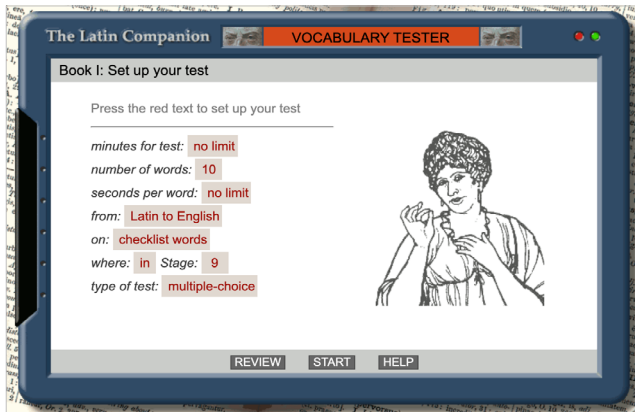 The Latin Companion
VOCABULARY TESTER
Book I: Set up your test
Press the red text to set up your test
minutes for test: no limit
number of words: 10
seconds per word: no limit
from: Latin to English
on: checklist words
where: in Stage: 9
type of test: multiple-choice
REVIEW START HELP